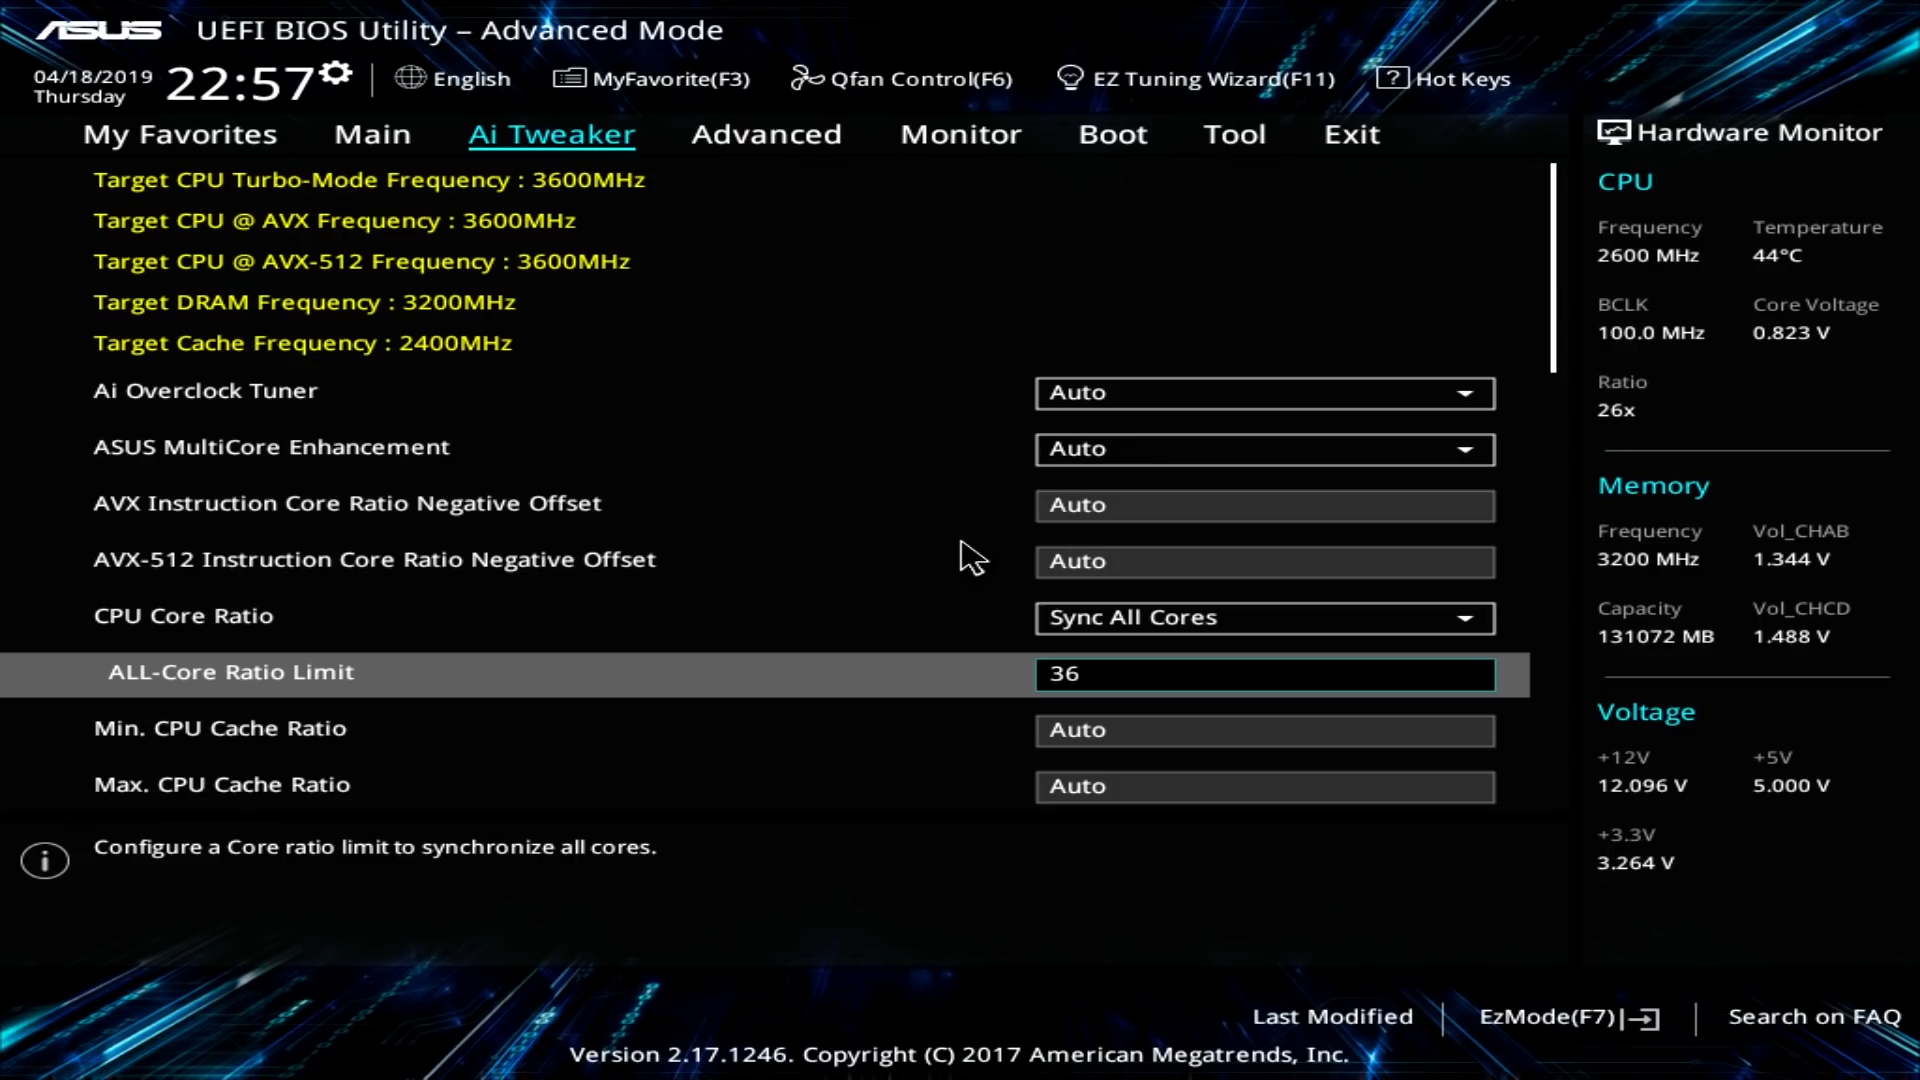 ASUS UEFI BIOS Utility – Advanced Mode
04/18/2019
Thursday
22:57
English
MyFavorite(F3)
Qfan Control(F6)
EZ Tuning Wizard(F11)
? Hot Keys
My Favorites
Main
Ai Tweaker
Advanced
Monitor
Boot
Tool
Exit
Target CPU Turbo-Mode Frequency : 3600MHz
Target CPU @ AVX Frequency : 3600MHz
Target CPU @ AVX-512 Frequency : 3600MHz
Target DRAM Frequency : 3200MHz
Target Cache Frequency : 2400MHz
Ai Overclock Tuner Auto
ASUS MultiCore Enhancement Auto
AVX Instruction Core Ratio Negative Offset Auto
AVX-512 Instruction Core Ratio Negative Offset Auto
CPU Core Ratio Sync All Cores
ALL-Core Ratio Limit 36
Min. CPU Cache Ratio Auto
Max. CPU Cache Ratio Auto
i Configure a Core ratio limit to synchronize all cores.
Hardware Monitor
CPU
Frequency Temperature
2600 MHz 44°C
BCLK Core Voltage
100.0 MHz 0.823 V
Ratio
26x
Memory
Frequency Vol_CHAB
3200 MHz 1.344 V
Capacity Vol_CHCD
131072 MB 1.488 V
Voltage
+12V +5V
12.096 V 5.000 V
+3.3V
3.264 V
Last Modified
EzMode(F7)
Search on FAQ
Version 2.17.1246. Copyright (C) 2017 American Megatrends, Inc.